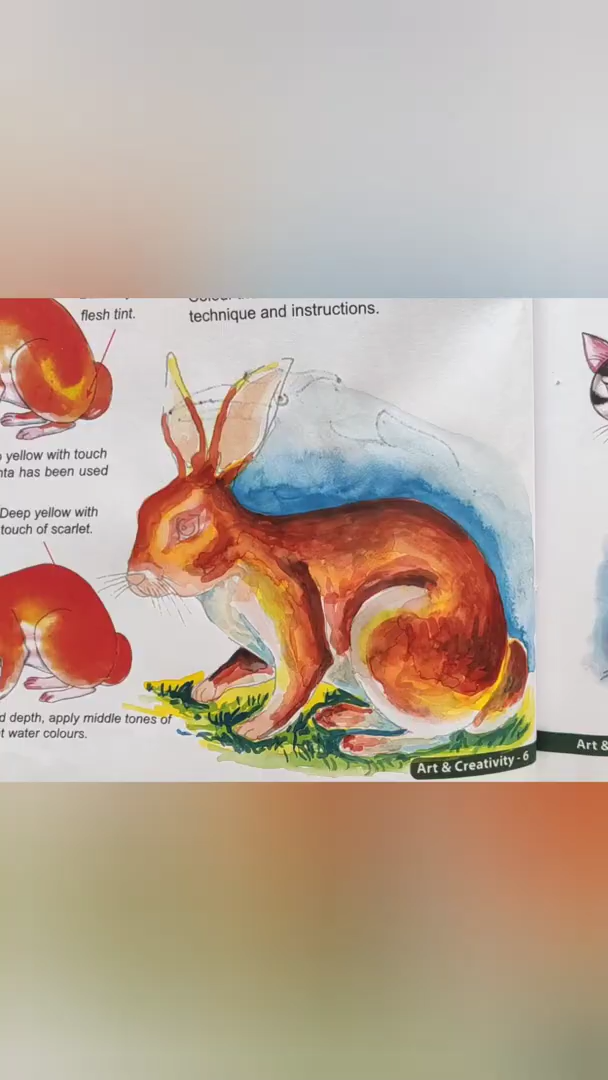 flesh tint.
technique and instructions.
yellow with touch
has been used
Deep yellow with
touch of scarlet.
depth, apply middle tones of
water colours.
Art & Creativity - 6
Art &